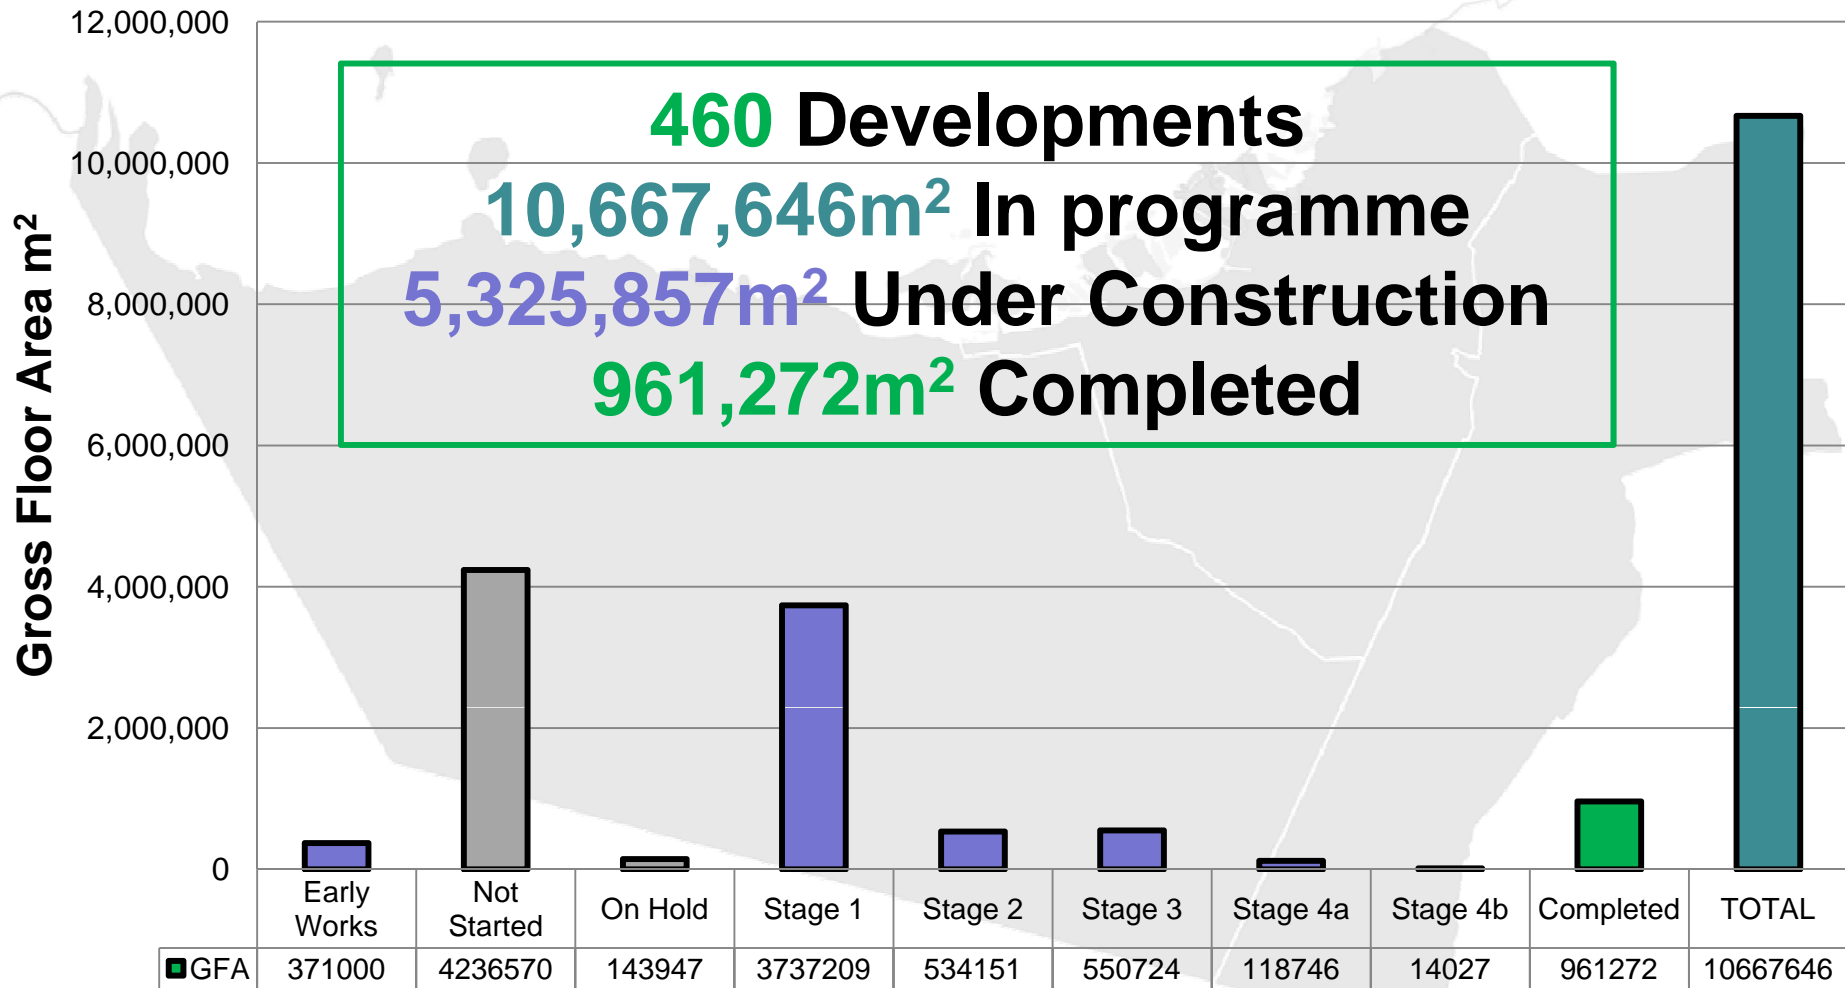 12,000,000
10,000,000
8,000,000
6,000,000
4,000,000
2,000,000
0
Gross Floor Area m²
460 Developments
10,667,646m² In programme
5,325,857m² Under Construction
961,272m² Completed
Early Works Not Started On Hold Stage 1 Stage 2 Stage 3 Stage 4a Stage 4b Completed TOTAL
GFA 371000 4236570 143947 3737209 534151 550724 118746 14027 961272 10667646